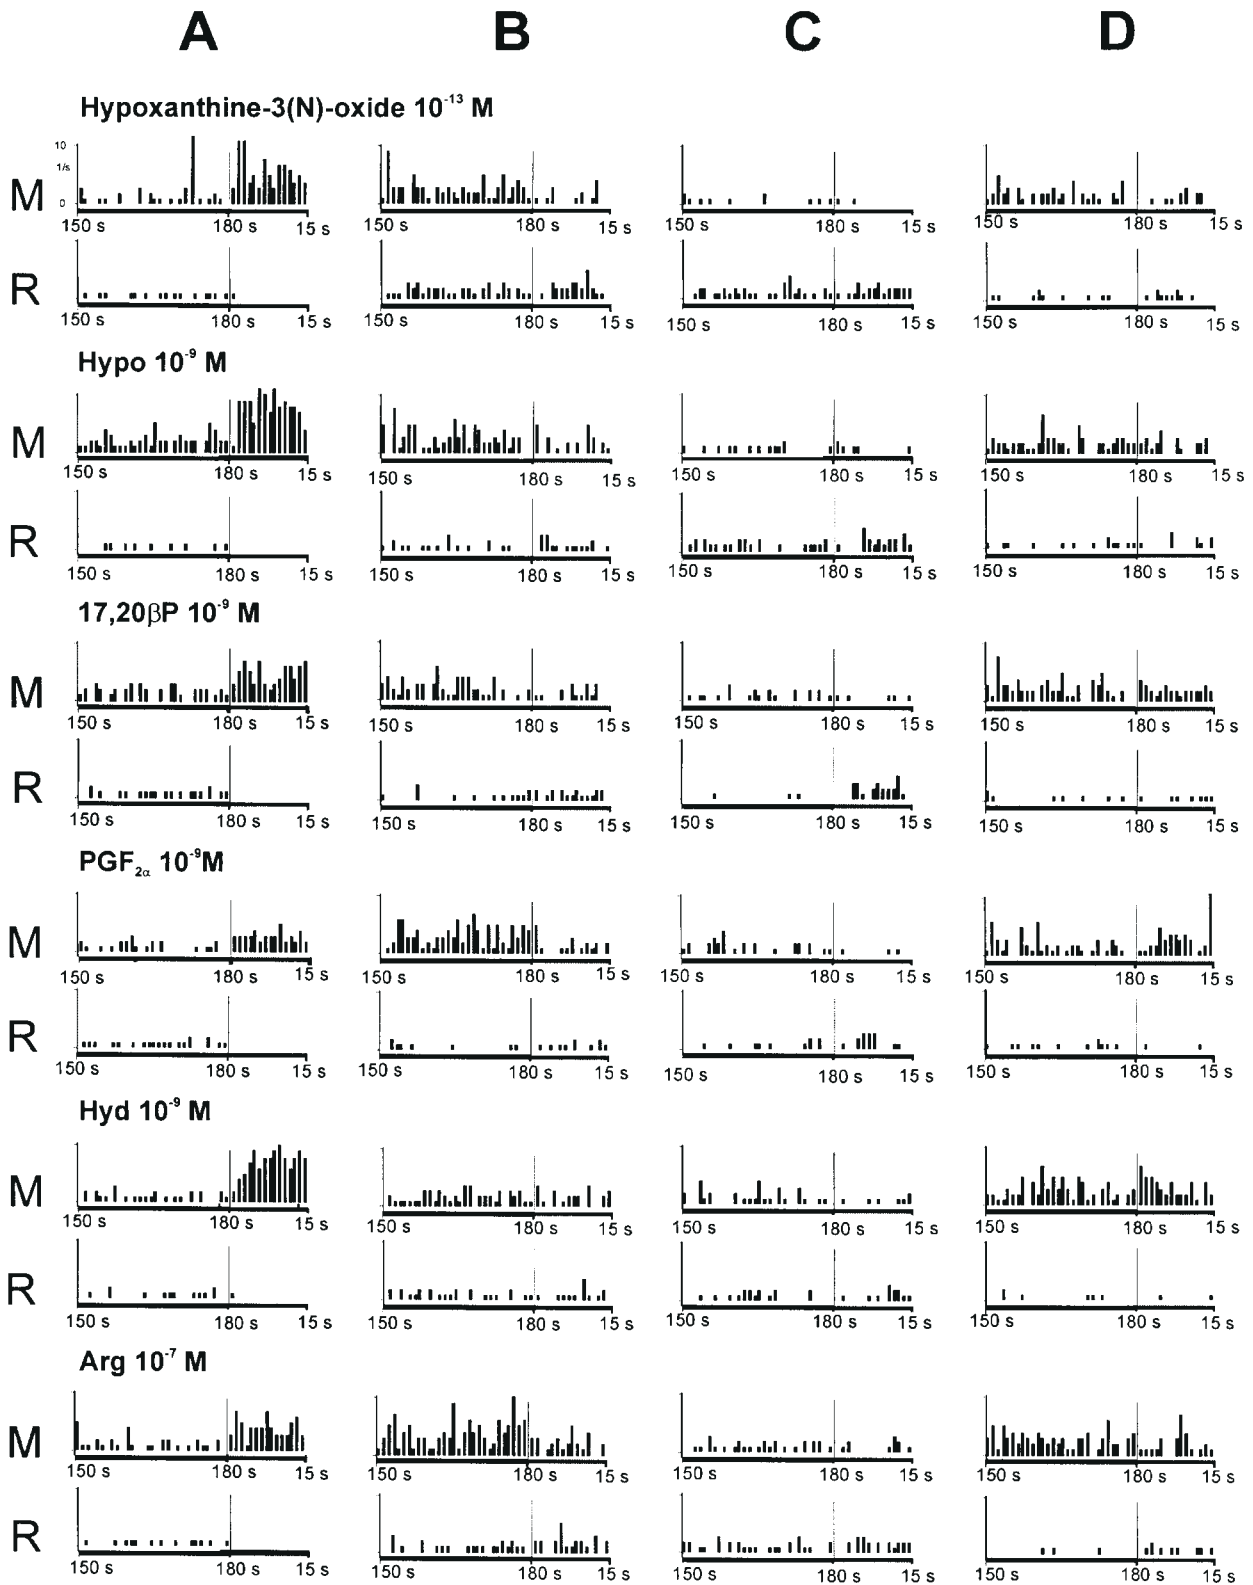 A B C D
Hypoxanthine-3(N)-oxide 10⁻¹³ M
10
1/s
M
0
150 s 180 s 15 s 150 s 180 s 15 s 150 s 180 s 15 s 150 s 180 s 15 s
R
150 s 180 s 15 s 150 s 180 s 15 s 150 s 180 s 15 s 150 s 180 s 15 s
Hypo 10⁻⁹ M
M
150 s 180 s 15 s 150 s 180 s 15 s 150 s 180 s 15 s 150 s 180 s 15 s
R
150 s 180 s 15 s 150 s 180 s 15 s 150 s 180 s 15 s 150 s 180 s 15 s
17,20βP 10⁻⁹ M
M
150 s 180 s 15 s 150 s 180 s 15 s 150 s 180 s 15 s 150 s 180 s 15 s
R
150 s 180 s 15 s 150 s 180 s 15 s 150 s 180 s 15 s 150 s 180 s 15 s
PGF₂α 10⁻⁹M
M
150 s 180 s 15 s 150 s 180 s 15 s 150 s 180 s 15 s 150 s 180 s 15 s
R
150 s 180 s 15 s 150 s 180 s 15 s 150 s 180 s 15 s 150 s 180 s 15 s
Hyd 10⁻⁹ M
M
150 s 180 s 15 s 150 s 180 s 15 s 150 s 180 s 15 s 150 s 180 s 15 s
R
150 s 180 s 15 s 150 s 180 s 15 s 150 s 180 s 15 s 150 s 180 s 15 s
Arg 10⁻⁷ M
M
150 s 180 s 15 s 150 s 180 s 15 s 150 s 180 s 15 s 150 s 180 s 15 s
R
150 s 180 s 15 s 150 s 180 s 15 s 150 s 180 s 15 s 150 s 180 s 15 s